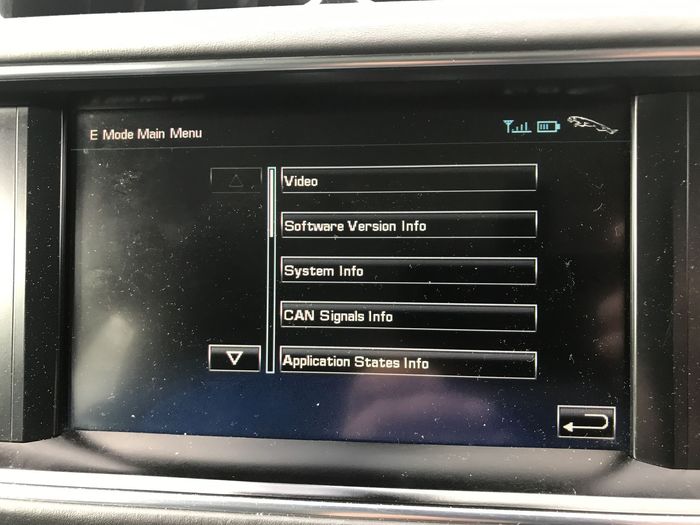 E Mode Main Menu
Video
Software Version Info
System Info
CAN Signals Info
Application States Info